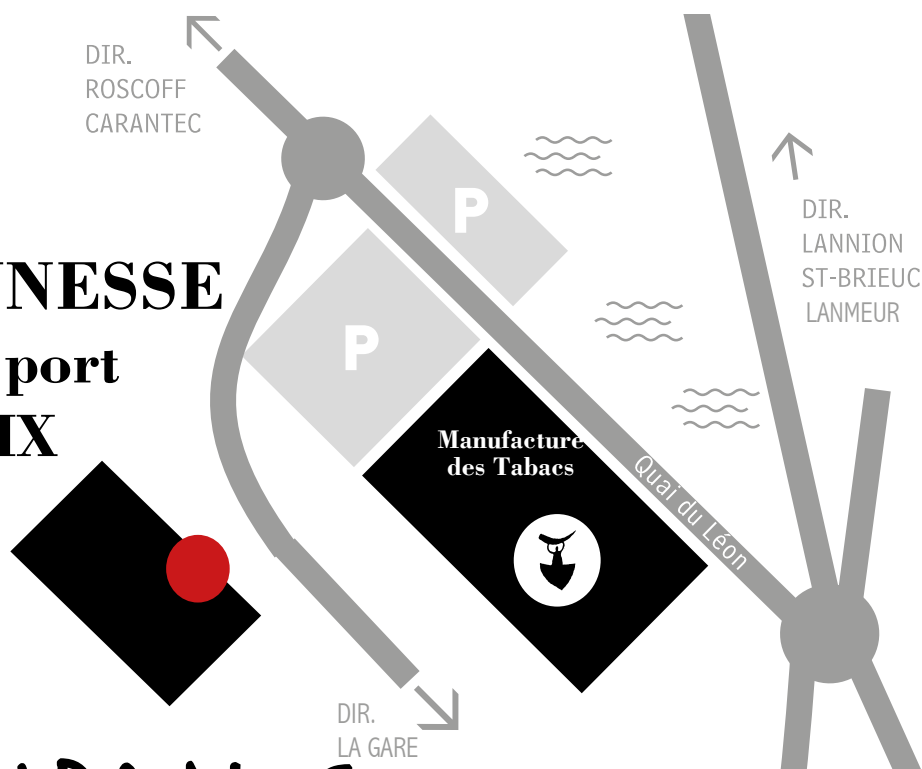 DIR.
ROSCOFF
CARANTEC
P
DIR.
LANNION
ST-BRIEUC
LANMEUR
NESSE
port
P
IX
Manufacture
des Tabacs
Quai du Léon
DIR.
LA GARE